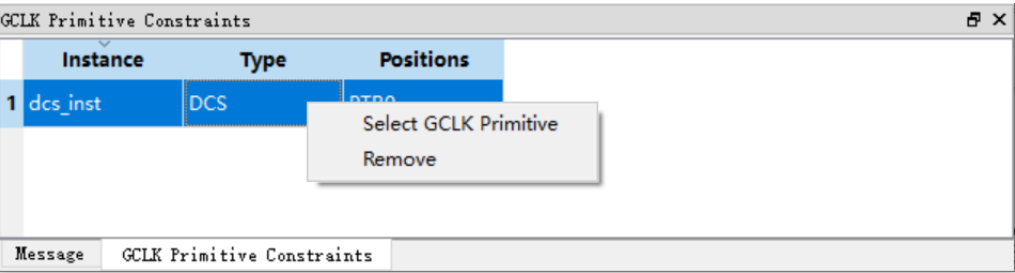 GCLK Primitive Constraints
Instance Type Positions
1 dcs_inst DCS
Select GCLK Primitive
Remove
Message GCLK Primitive Constraints